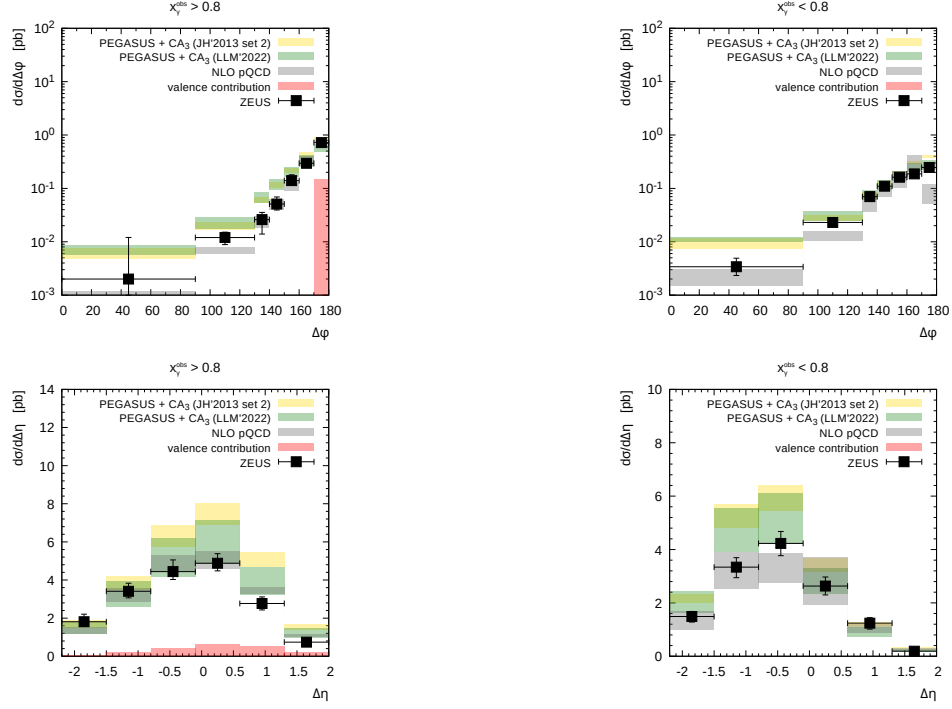 x_γ^obs > 0.8
dσ/dΔφ [pb]
10^2
10^1
10^0
10^-1
10^-2
10^-3
PEGASUS + CA_3 (JH'2013 set 2)
PEGASUS + CA_3 (LLM'2022)
NLO pQCD
valence contribution
ZEUS
0 20 40 60 80 100 120 140 160 180
Δφ
x_γ^obs < 0.8
dσ/dΔφ [pb]
10^2
10^1
10^0
10^-1
10^-2
10^-3
PEGASUS + CA_3 (JH'2013 set 2)
PEGASUS + CA_3 (LLM'2022)
NLO pQCD
valence contribution
ZEUS
0 20 40 60 80 100 120 140 160 180
Δφ
x_γ^obs > 0.8
dσ/dΔη [pb]
14
12
10
8
6
4
2
0
PEGASUS + CA_3 (JH'2013 set 2)
PEGASUS + CA_3 (LLM'2022)
NLO pQCD
valence contribution
ZEUS
-2 -1.5 -1 -0.5 0 0.5 1 1.5 2
Δη
x_γ^obs < 0.8
dσ/dΔη [pb]
10
8
6
4
2
0
PEGASUS + CA_3 (JH'2013 set 2)
PEGASUS + CA_3 (LLM'2022)
NLO pQCD
valence contribution
ZEUS
-2 -1.5 -1 -0.5 0 0.5 1 1.5 2
Δη